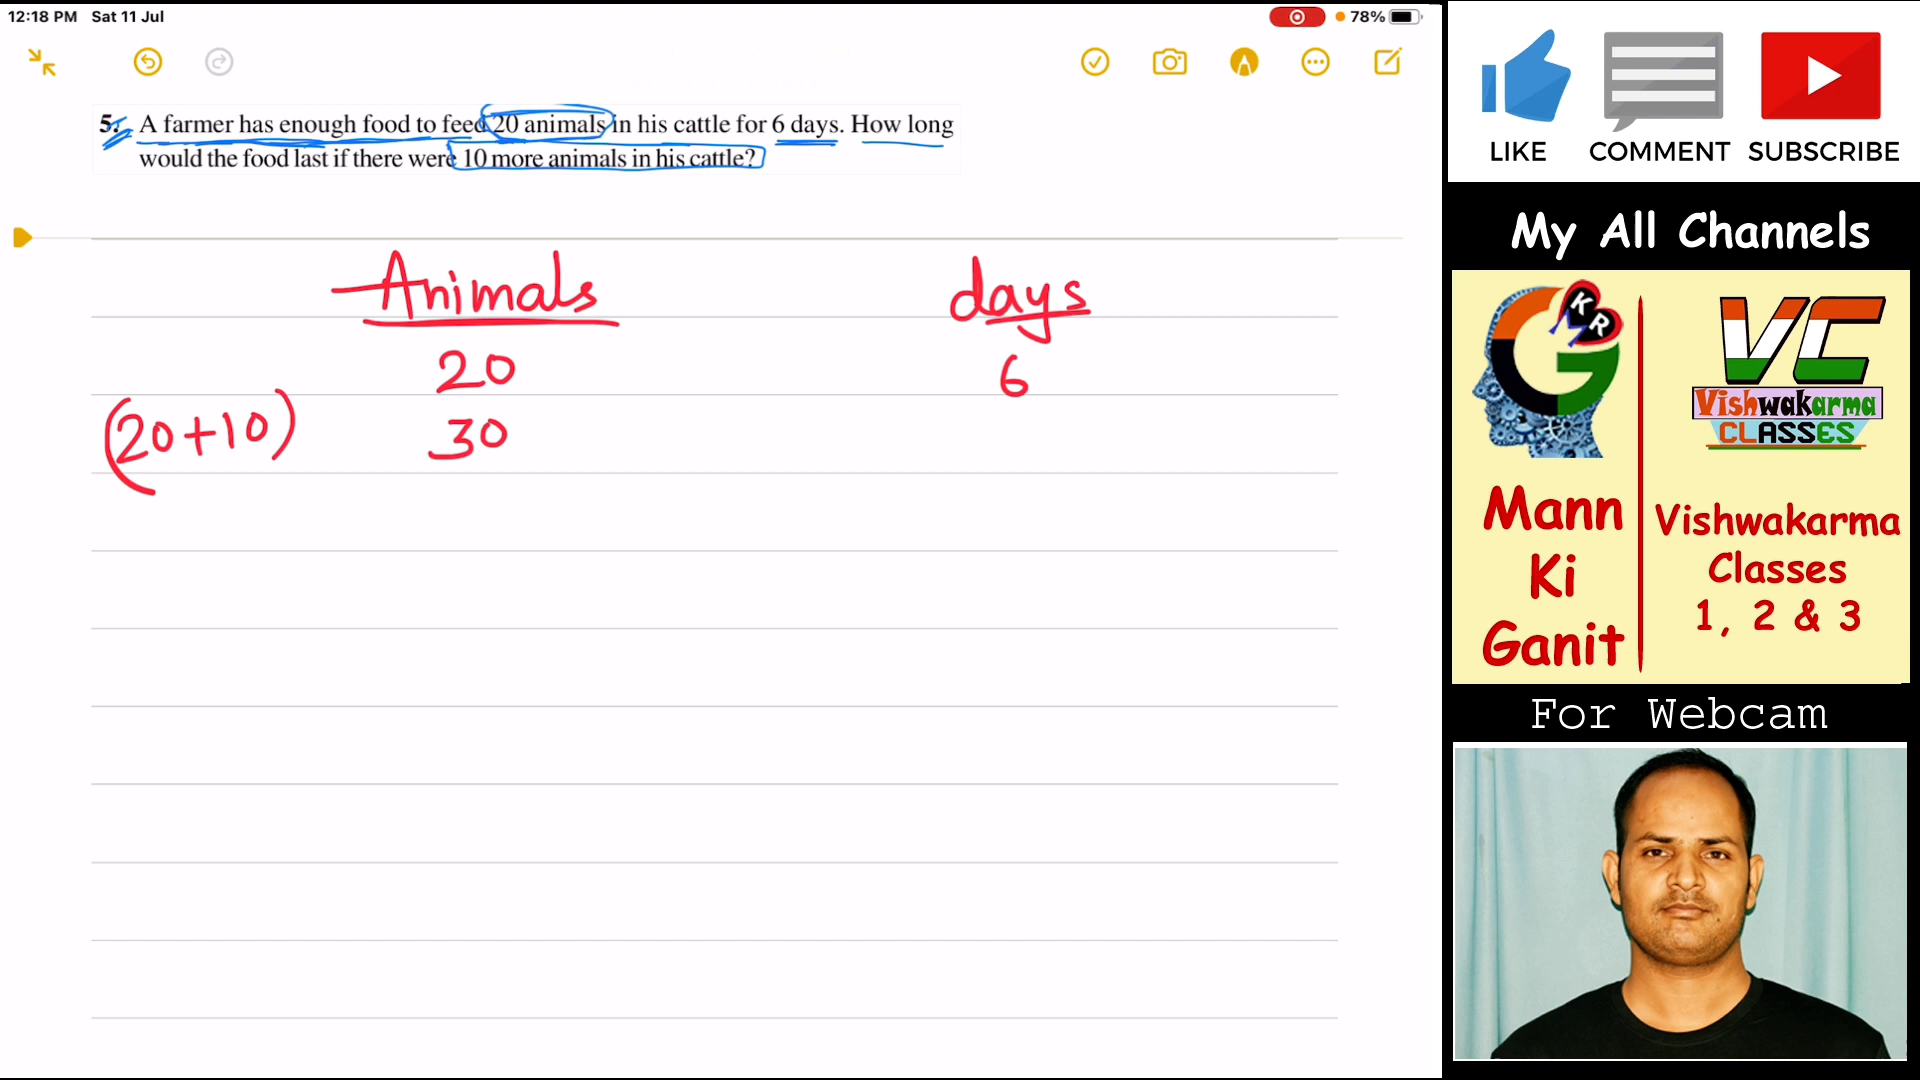 12:18 PM Sat 11 Jul
78%
5. A farmer has enough food to feed 20 animals in his cattle for 6 days. How long
would the food last if there were 10 more animals in his cattle?
Animals days
20 6
(20+10) 30
LIKE COMMENT SUBSCRIBE
My All Channels
G KR
VC
Vishwakarma
CLASSES
Mann
Ki
Ganit
Vishwakarma
Classes
1, 2 & 3
For Webcam